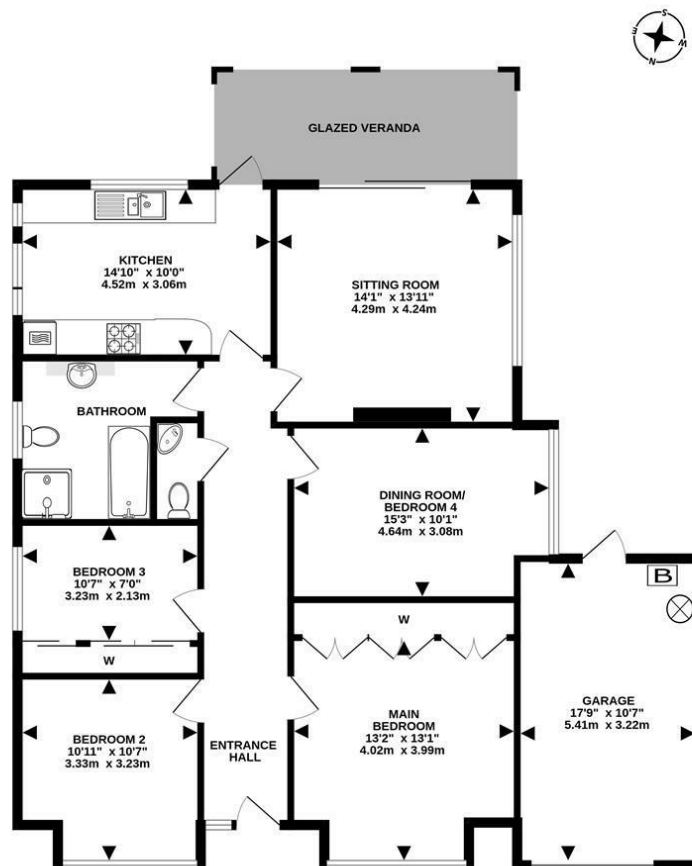 S
E
W
N
GLAZED VERANDA
KITCHEN
14'10" x 10'0"
4.52m x 3.06m
SITTING ROOM
14'1" x 13'11"
4.29m x 4.24m
BATHROOM
DINING ROOM/
BEDROOM 4
15'3" x 10'1"
4.64m x 3.08m
BEDROOM 3
10'7" x 7'0"
3.23m x 2.13m
W
W
B
BEDROOM 2
10'11" x 10'7"
3.33m x 3.23m
ENTRANCE
HALL
MAIN
BEDROOM
13'2" x 13'1"
4.02m x 3.99m
GARAGE
17'9" x 10'7"
5.41m x 3.22m